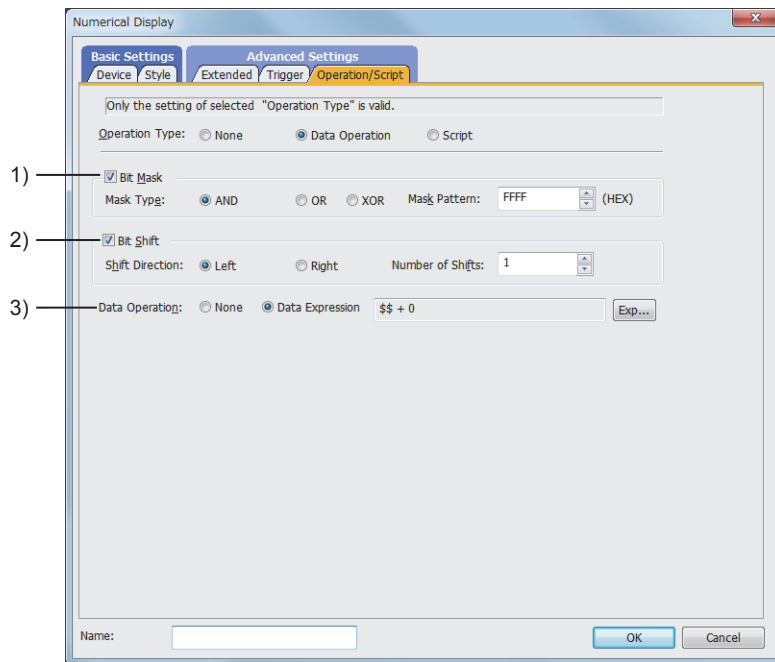 Numerical Display
Basic Settings Advanced Settings
Device Style Extended Trigger Operation/Script
Only the setting of selected "Operation Type" is valid.
Operation Type: None Data Operation Script
1) Bit Mask
Mask Type: AND OR XOR Mask Pattern: FFFF (HEX)
2) Bit Shift
Shift Direction: Left Right Number of Shifts: 1
3) Data Operation: None Data Expression $$ + 0 Exp...
Name: OK Cancel